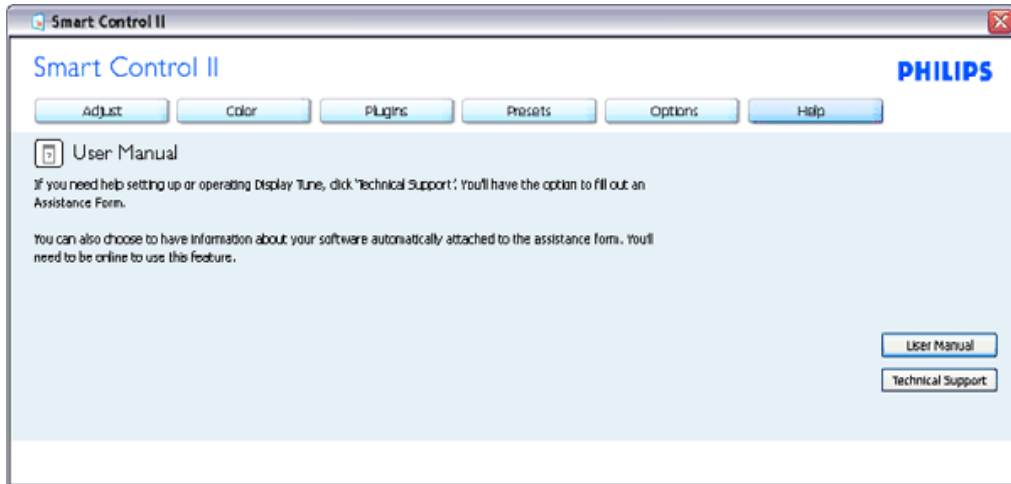 Smart Control II
Smart Control II
PHILIPS
Adjust Color Plugins Presets Options Help
User Manual
If you need help setting up or operating Display Tune, click 'Technical Support'. You'll have the option to fill out an
Assistance Form.
You can also choose to have information about your software automatically attached to the assistance form. You'll
need to be online to use this feature.
User Manual
Technical Support